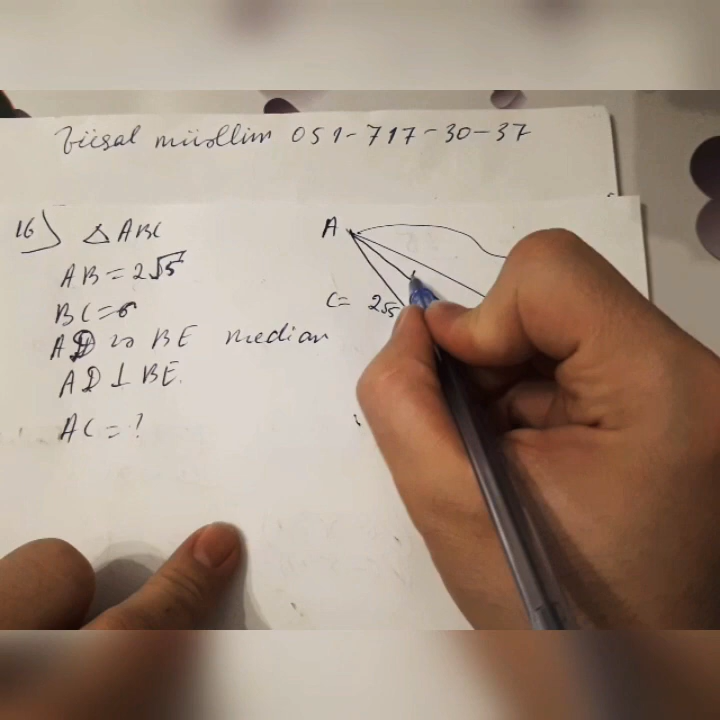 Vüsal müəllim 051-717-30-37
16) △ABC
AB=2√5
BC=6
AD və BE median
AD⊥BE.
AC=?
A
C= 2√5